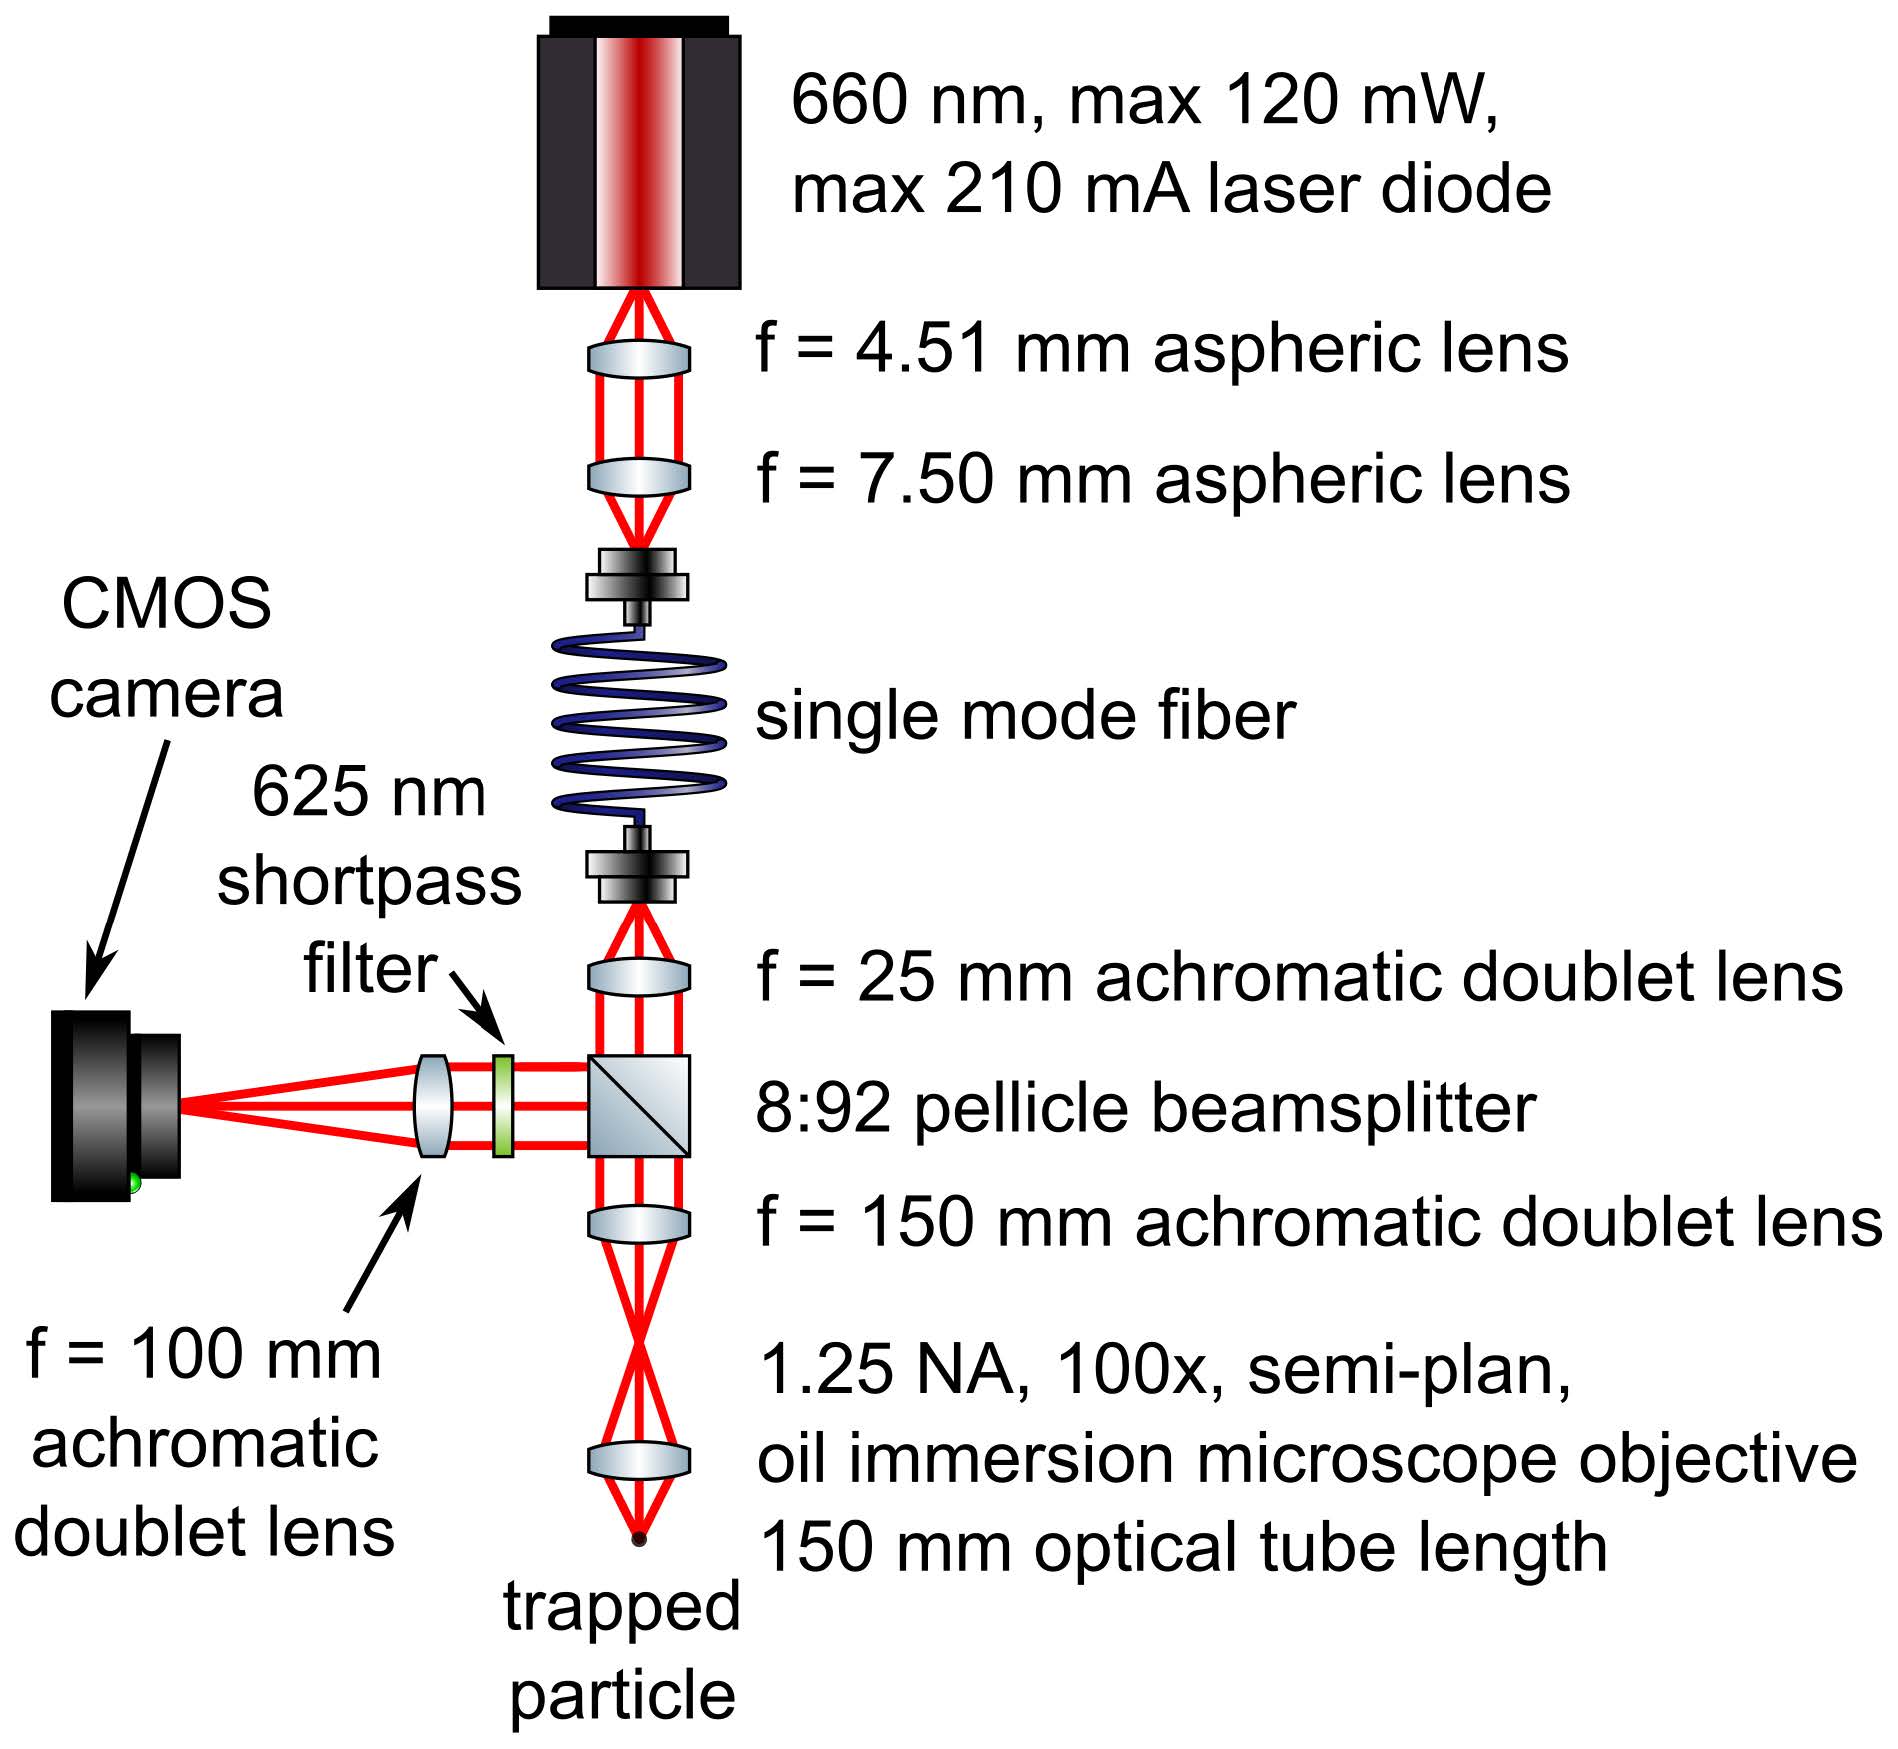 660 nm, max 120 mW,
max 210 mA laser diode
f = 4.51 mm aspheric lens
f = 7.50 mm aspheric lens
CMOS
camera
single mode fiber
625 nm
shortpass
filter
f = 25 mm achromatic doublet lens
8:92 pellicle beamsplitter
f = 150 mm achromatic doublet lens
f = 100 mm
achromatic
doublet lens
1.25 NA, 100x, semi-plan,
oil immersion microscope objective
150 mm optical tube length
trapped
particle